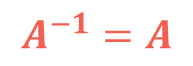 A⁻¹ = A